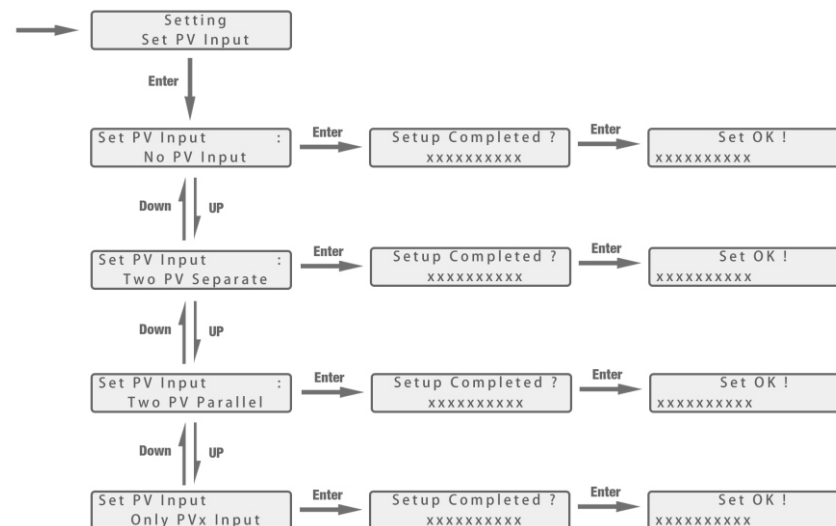 Setting
Set PV Input
Enter
Set PV Input :
No PV Input
Enter
Setup Completed ?
xxxxxxxxxx
Enter
Set OK !
xxxxxxxxxx
Down UP
Set PV Input :
Two PV Separate
Enter
Setup Completed ?
xxxxxxxxxx
Enter
Set OK !
xxxxxxxxxx
Down UP
Set PV Input :
Two PV Parallel
Enter
Setup Completed ?
xxxxxxxxxx
Enter
Set OK !
xxxxxxxxxx
Down UP
Set PV Input
Only PVx Input
Enter
Setup Completed ?
xxxxxxxxxx
Enter
Set OK !
xxxxxxxxxx